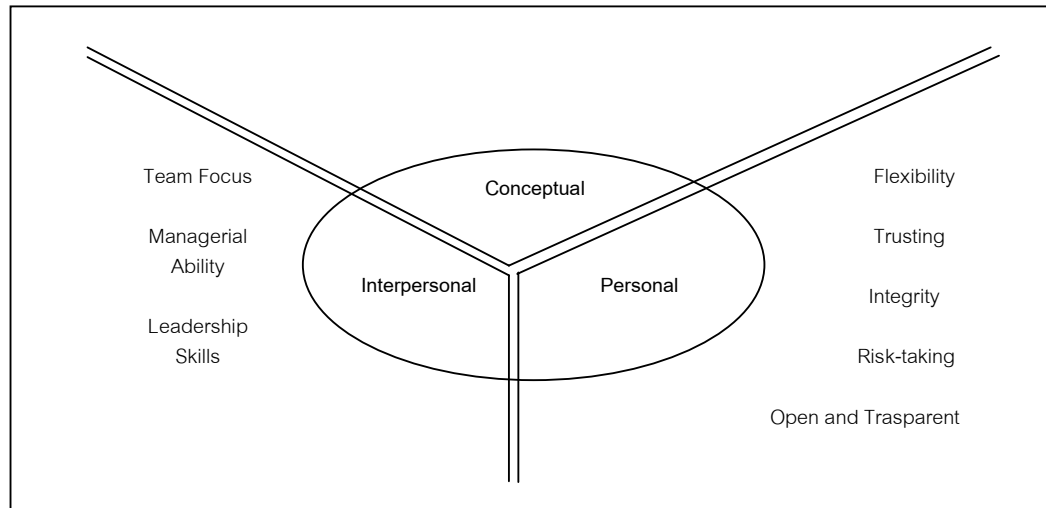 Team Focus
Managerial
Ability
Leadership
Skills
Conceptual
Interpersonal
Personal
Flexibility
Trusting
Integrity
Risk-taking
Open and Trasparent